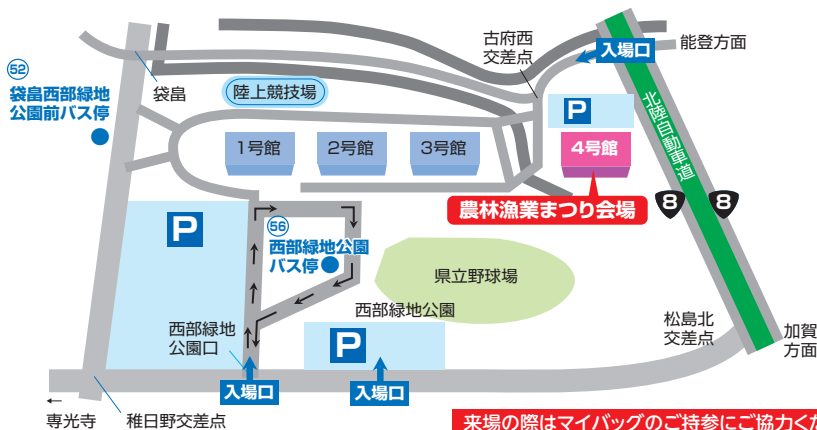 古府西
交差点
入場口
能登方面
52
袋畠西部緑地
公園前バス停
袋畠
陸上競技場
P
北陸自動車道
1号館
2号館
3号館
4号館
8
8
農林漁業まつり会場
P
56
西部緑地公園
バス停
県立野球場
西部緑地公園
西部緑地
公園口
P
松島北
交差点
加賀
方面
入場口
入場口
専光寺
稚日野交差点
来場の際はマイバッグのご持参にご協力くだ